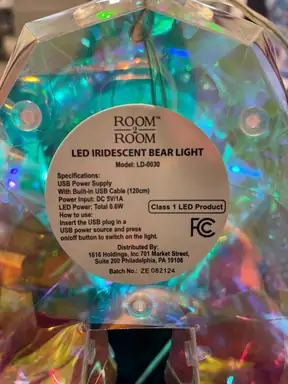 ROOM™
2
ROOM
LED IRIDESCENT BEAR LIGHT
Model: LD-0030
Specifications:
USB Power Supply
With Built-in USB Cable (120cm)
Power Input: DC 5V/1A
LED Power: Total 0.6W
How to use:
Insert the USB plug in a
USB power source and press
on/off button to switch on the light.
Class 1 LED Product
FC
Distributed By:
1616 Holdings, Inc 701 Market Street,
Suite 200 Philadelphia, PA 19106
Batch No.: ZE 082124